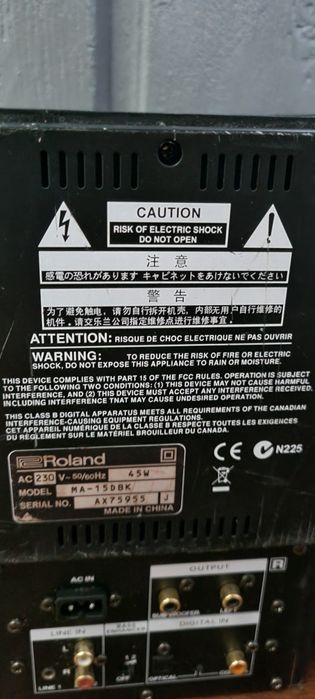 CAUTION
RISK OF ELECTRIC SHOCK
DO NOT OPEN
注 意
感電の恐れがあります キャビネットをあけないでください
警 告
为了避免触电，请勿自行拆开机壳，内部无用户自行维修的
机件。请交乐兰公司指定维修点进行维修事宜。
ATTENTION: RISQUE DE CHOC ELECTRIQUE NE PAS OUVRIR
WARNING: TO REDUCE THE RISK OF FIRE OR ELECTRIC
SHOCK, DO NOT EXPOSE THIS APPLIANCE TO RAIN OR MOISTURE.
THIS DEVICE COMPLIES WITH PART 15 OF THE FCC RULES. OPERATION IS SUBJECT
TO THE FOLLOWING TWO CONDITIONS: (1) THIS DEVICE MAY NOT CAUSE HARMFUL
INTERFERENCE, AND (2) THIS DEVICE MUST ACCEPT ANY INTERFERENCE RECEIVED,
INCLUDING INTERFERENCE THAT MAY CAUSE UNDESIRED OPERATION.
THIS CLASS B DIGITAL APPARATUS MEETS ALL REQUIREMENTS OF THE CANADIAN
INTERFERENCE-CAUSING EQUIPMENT REGULATIONS.
CET APPAREIL NUMÉRIQUE DE LA CLASSE B RESPECTE TOUTES LES EXIGENCES
DU RÈGLEMENT SUR LE MATÉRIEL BROUILLEUR DU CANADA.
Roland
CE N225
AC 230 V~ 50/60Hz 45W
MODEL MA-15DBK
SERIAL NO. AX75955 J
MADE IN CHINA
R
AC IN
OUTPUT
SUBWOOFER
BASS
ENHANCER
LINE IN
DIGITAL IN
L
R
LINE 1
OFF
OPTICAL